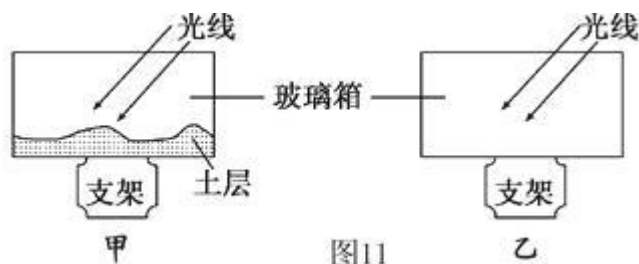 光线 光线
玻璃箱
土层
支架 支架
甲 图11 乙